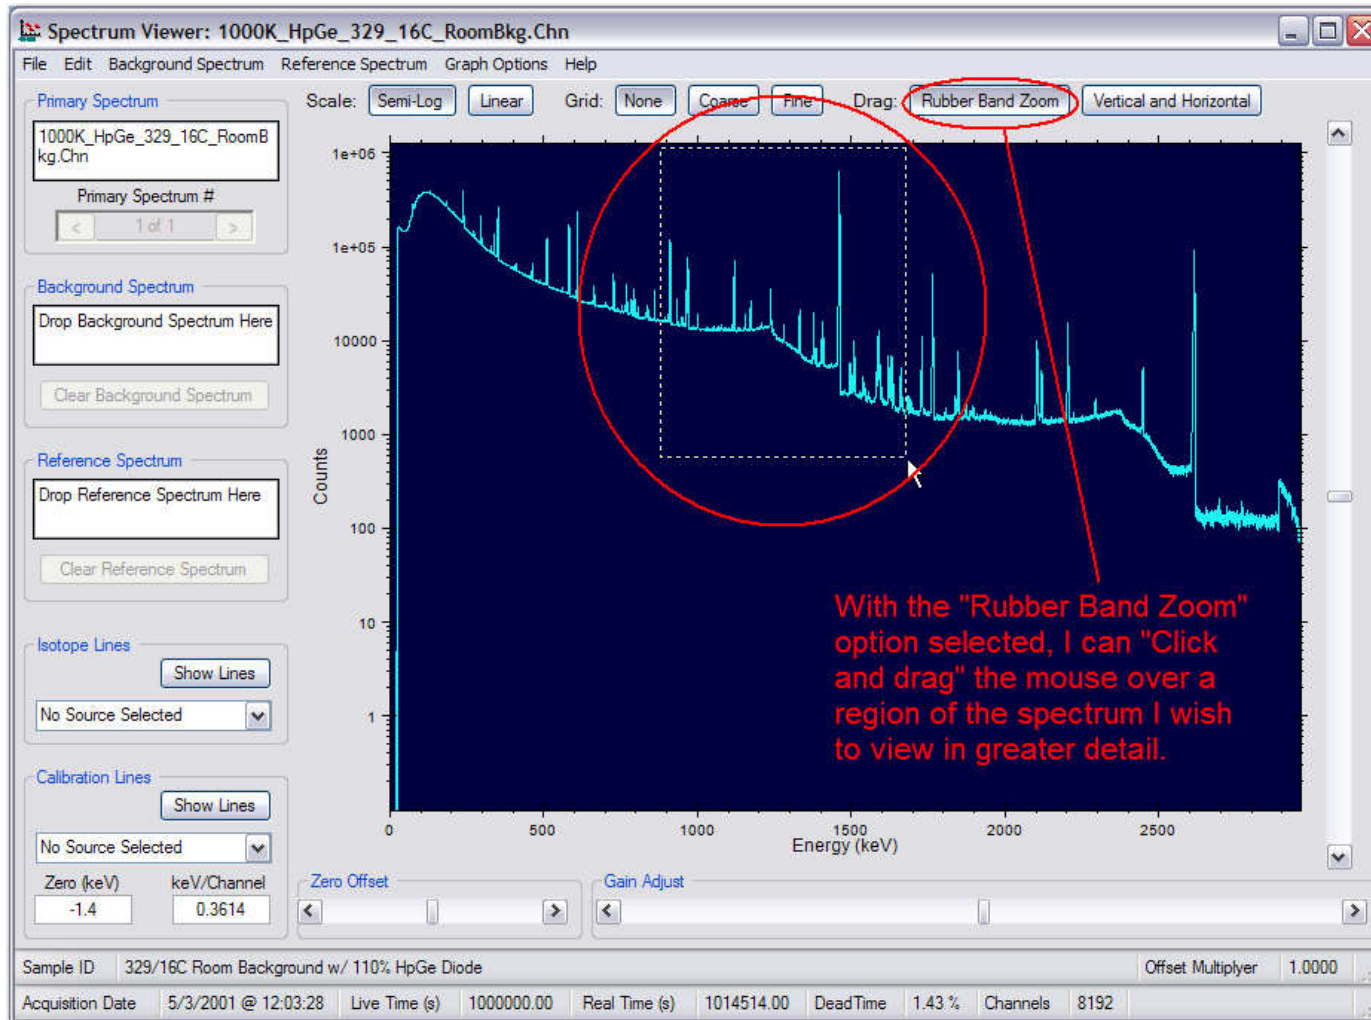 Spectrum Viewer: 1000K_HpGe_329_16C_RoomBkg.Chn
File Edit Background Spectrum Reference Spectrum Graph Options Help
Scale: Semi-Log Linear Grid: None Coarse Fine Drag: Rubber Band Zoom Vertical and Horizontal
Primary Spectrum
1000K_HpGe_329_16C_RoomB
kg.Chn
Primary Spectrum #
< 1 of 1 >
Background Spectrum
Drop Background Spectrum Here
Clear Background Spectrum
Reference Spectrum
Drop Reference Spectrum Here
Clear Reference Spectrum
Isotope Lines
Show Lines
No Source Selected
Calibration Lines
Show Lines
No Source Selected
Zero (keV) keV/Channel
-1.4 0.3614
1e+06
1e+05
10000
1000
100
10
1
Counts
With the "Rubber Band Zoom"
option selected, I can "Click
and drag" the mouse over a
region of the spectrum I wish
to view in greater detail.
0 500 1000 1500 2000 2500
Energy (keV)
Zero Offset Gain Adjust
Sample ID 329/16C Room Background w/ 110% HpGe Diode Offset Multiplyer 1.0000
Acquisition Date 5/3/2001 @ 12:03:28 Live Time (s) 1000000.00 Real Time (s) 1014514.00 DeadTime 1.43 % Channels 8192